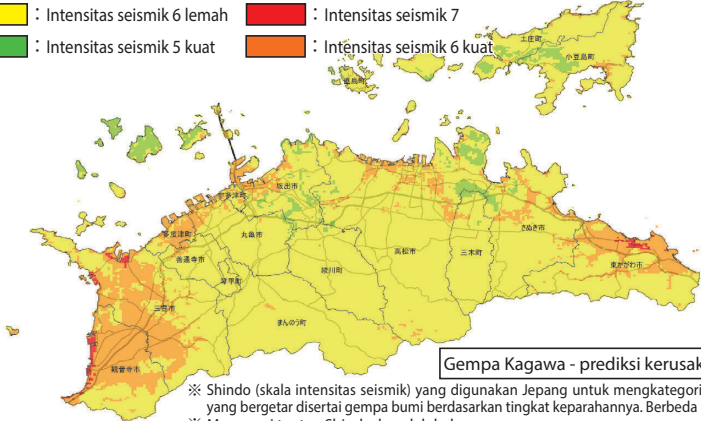 : Intensitas seismik 6 lemah
: Intensitas seismik 7
: Intensitas seismik 5 kuat
: Intensitas seismik 6 kuat
土庄町
小豆島町
直島町
宇多津町
坂出市
多度津町
丸亀市
善通寺市
さぬき市
高松市
三木町
東かがわ市
綾川町
琴平町
三豊市
まんのう町
観音寺市
Gempa Kagawa - prediksi kerusak
※ Shindo (skala intensitas seismik) yang digunakan Jepang untuk mengkategori
yang bergetar disertai gempa bumi berdasarkan tingkat keparahannya. Berbeda